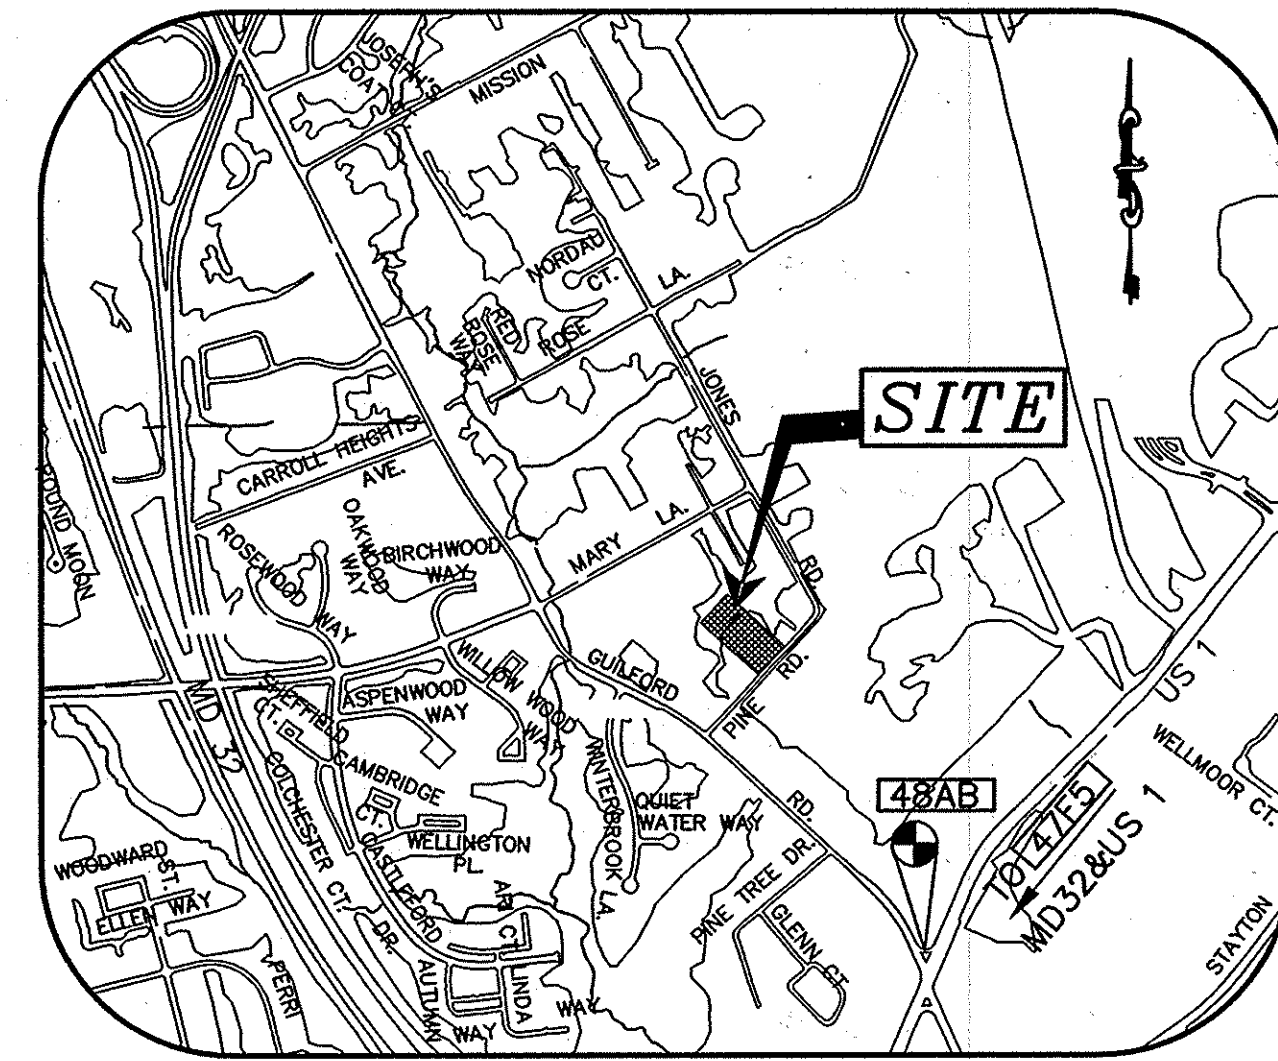 JOSEPH'S
COAT
MISSION
NORDAU
CT.
LA.
RED
ROSE
WAY
ROSE
JONES
SITE
CARROLL HEIGHTS
AVE.
ROUND MOON
ROSEWOOD
WAY
OAKWOOD
WAY
BIRCHWOOD
WAY
MARY
LA.
RD.
GUILFORD
RD.
PINE
WILLOW WOOD
WAY
SHEFFIELD
CT.
ASPENWOOD
WAY
MD 32
US 1
WELLMOOR CT.
COLCHESTER CT.
CAMBRIDGE
CT.
WINTERBROOK LA.
QUIET
WATER WAY
RD.
48AB
TO 47F5
MD32&US 1
WELLINGTON
PL
CASTLEFORD
DR.
WOODWARD
ST.
ELLEN WAY
PINE TREE DR.
GLENN CT
ARI CT
STAYTON
PERRI
AUTUMN
WAY
LINDA
WAY